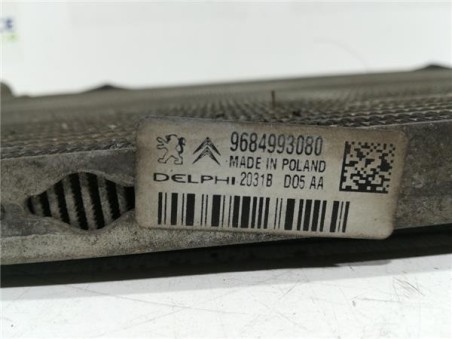 9684993080
MADE IN POLAND
DELPHI 2031B D05 AA